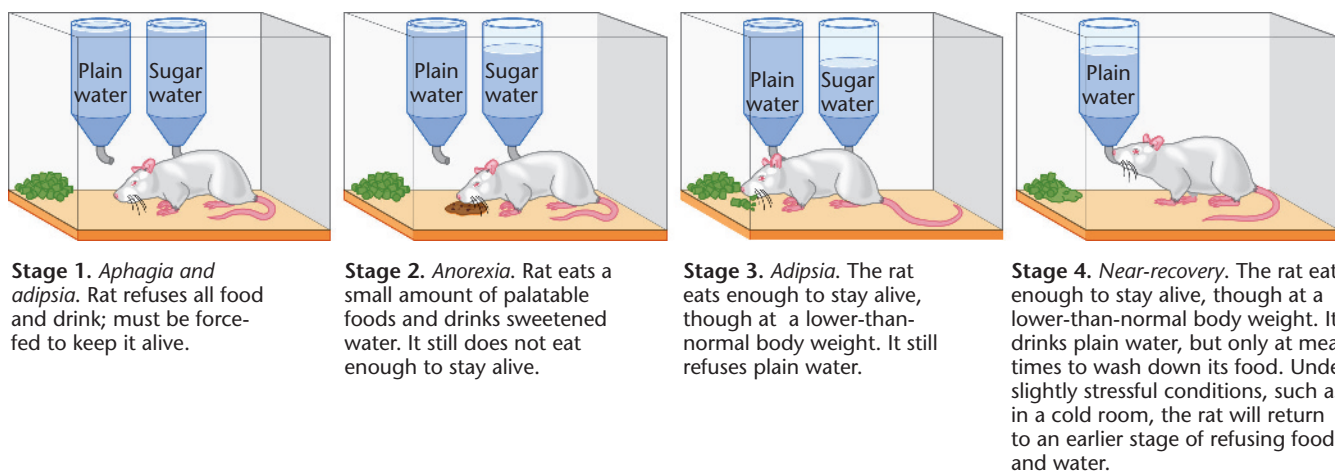 Plain
water
Sugar
water
Plain
water
Sugar
water
Plain
water
Sugar
water
Plain
water
Stage 1. Aphagia and
adipsia. Rat refuses all food
and drink; must be force-
fed to keep it alive.
Stage 2. Anorexia. Rat eats a
small amount of palatable
foods and drinks sweetened
water. It still does not eat
enough to stay alive.
Stage 3. Adipsia. The rat
eats enough to stay alive,
though at a lower-than-
normal body weight. It still
refuses plain water.
Stage 4. Near-recovery. The rat eat
enough to stay alive, though at a
lower-than-normal body weight. It
drinks plain water, but only at mea
times to wash down its food. Unde
slightly stressful conditions, such a
in a cold room, the rat will return
to an earlier stage of refusing food
and water.